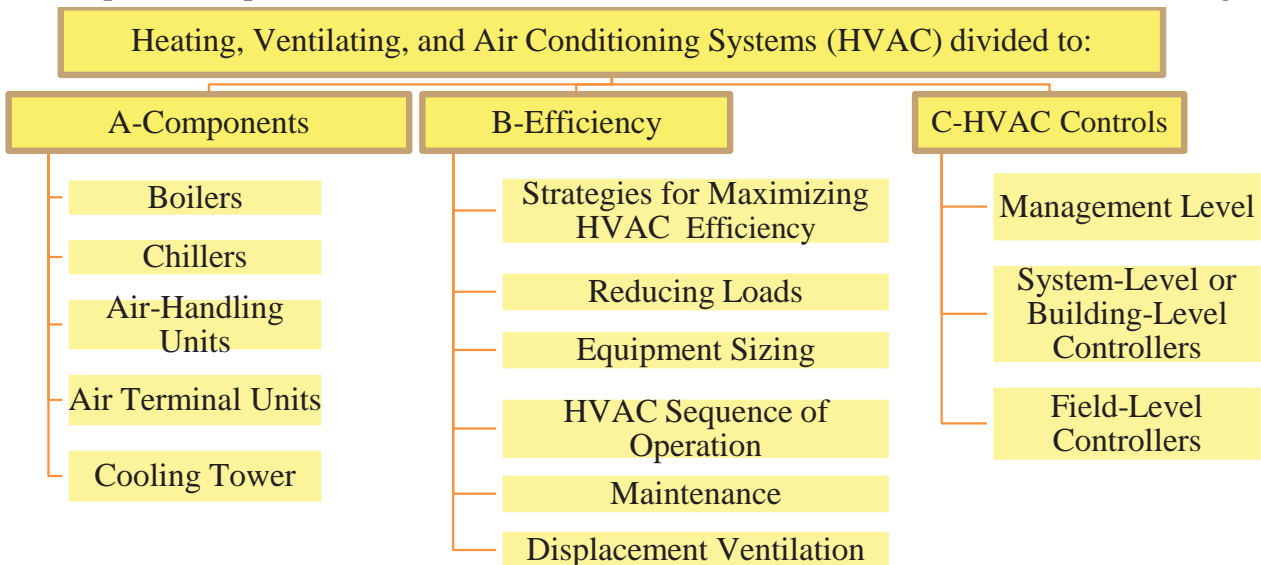 Heating, Ventilating, and Air Conditioning Systems (HVAC) divided to:
A-Components
Boilers
Chillers
Air-Handling
Units
Air Terminal Units
Cooling Tower
B-Efficiency
Strategies for Maximizing
HVAC Efficiency
Reducing Loads
Equipment Sizing
HVAC Sequence of
Operation
Maintenance
Displacement Ventilation
C-HVAC Controls
Management Level
System-Level or
Building-Level
Controllers
Field-Level
Controllers